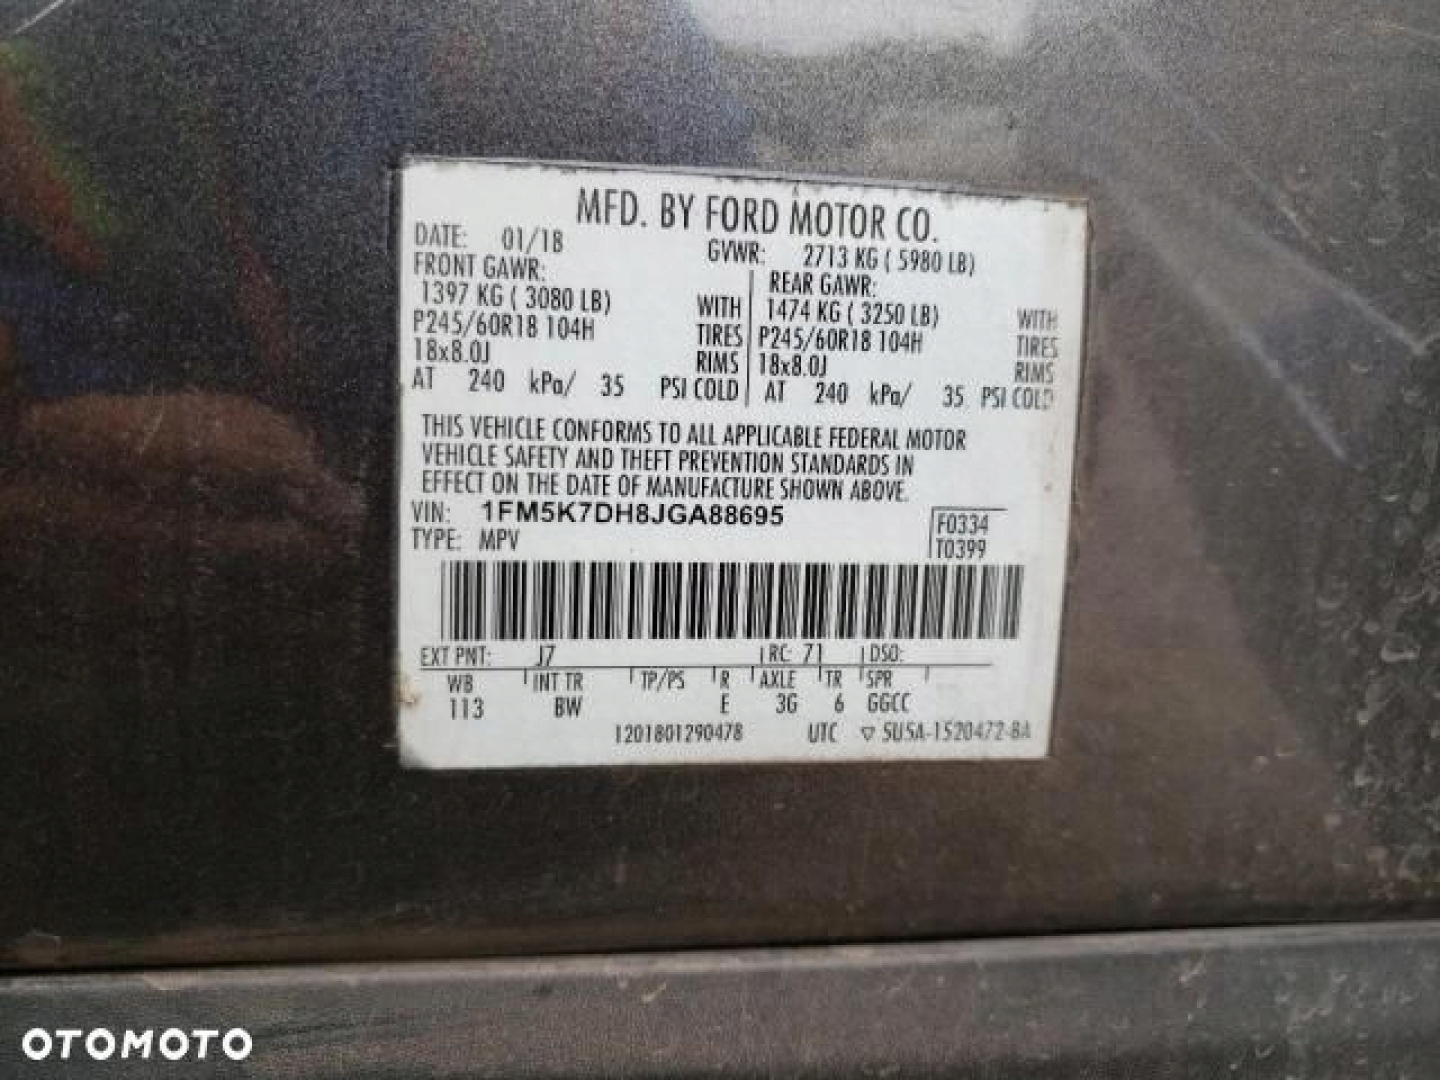 MFD. BY FORD MOTOR CO.
DATE: 01/18 GVWR: 2713 KG ( 5980 LB)
FRONT GAWR: REAR GAWR:
1397 KG ( 3080 LB) WITH 1474 KG ( 3250 LB) WITH
P245/60R18 104H TIRES P245/60R18 104H TIRES
18x8.0J RIMS 18x8.0J RIMS
AT 240 kPa/ 35 PSI COLD AT 240 kPa/ 35 PSI COLD
THIS VEHICLE CONFORMS TO ALL APPLICABLE FEDERAL MOTOR
VEHICLE SAFETY AND THEFT PREVENTION STANDARDS IN
EFFECT ON THE DATE OF MANUFACTURE SHOWN ABOVE.
VIN: 1FM5K7DH8JGA88695 F0334
TYPE: MPV T0399
EXT PNT: J7 RC: 71 DSO:
WB INT TR TP/PS R AXLE TR SPR
113 BW E 3G 6 GGCC
1201801290478 UTC ▽ SU5A-1520472-BA
OTOMOTO